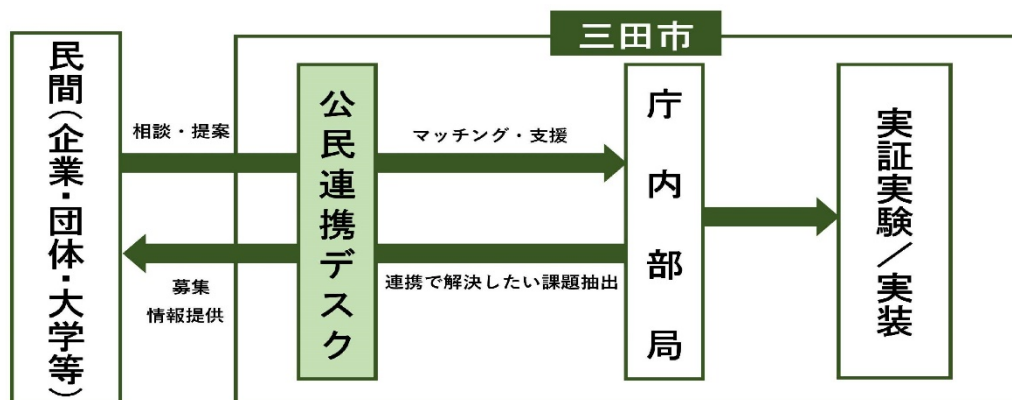 三田市
民間(企業・団体・大学等)
相談・提案
公民連携デスク
マッチング・支援
庁内部局
実証実験/実装
募集
情報提供
連携で解決したい課題抽出